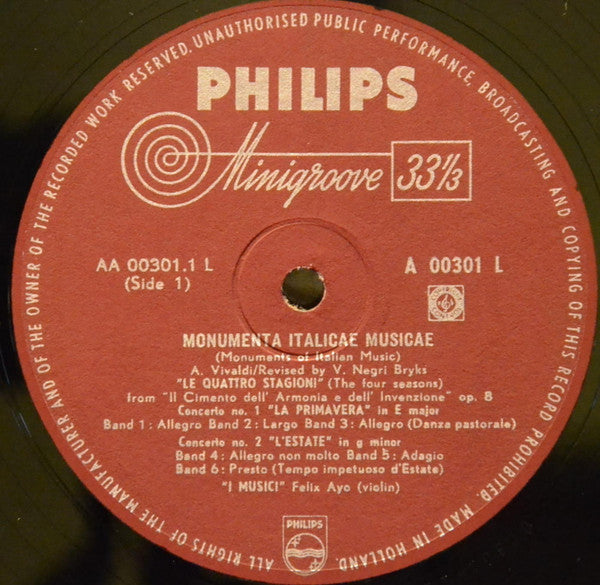 ALL RIGHTS OF THE MANUFACTURER AND OF THE OWNER OF THE RECORDED WORK RESERVED. UNAUTHORISED PUBLIC PERFORMANCE, BROADCASTING AND COPYING OF THIS RECORD PROHIBITED. MADE IN HOLLAND.
PHILIPS
Minigroove 33⅓
AA 00301.1 L
(Side 1)
A 00301 L
MONUMENTA ITALICAE MUSICAE
(Monuments of Italian Music)
A. Vivaldi/Revised by V. Negri Bryks
"LE QUATTRO STAGIONI" (The four seasons)
from "Il Cimento dell' Armonia e dell' Invenzione" op. 8
Concerto no. 1 "LA PRIMAVERA" in E major
Band 1 : Allegro Band 2 : Largo Band 3 : Allegro (Danza pastorale)
Concerto no. 2 "L'ESTATE" in g minor
Band 4 : Allegro non molto Band 5 : Adagio
Band 6 : Presto (Tempo impetuoso d'Estate)
"I MUSICI" Felix Ayo (violin)
PHILIPS